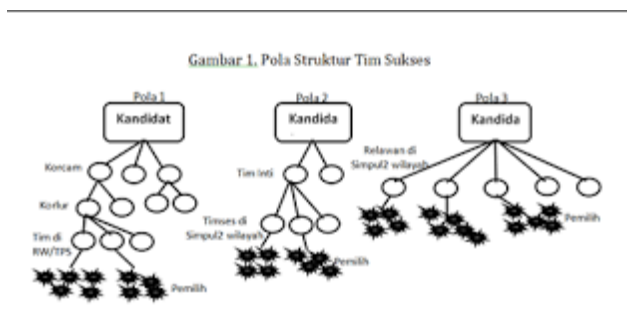 Gambar 1. Pola Struktur Tim Sukses
Pola 1
Kandidat
Korcam
Korlur
Tim di
RW/TPS
Pemilih
Pola 2
Kandida
Tim Inti
Timses di
Simpul2 wilayah
Pemilih
Pola 3
Kandida
Relawan di
Simpul2 wilayah
Pemilih